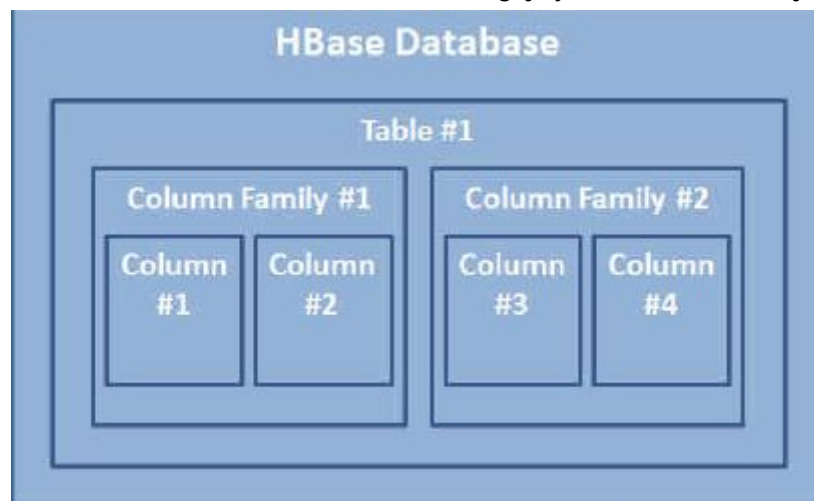 HBase Database
Table #1
Column Family #1
Column Family #2
Column
#1
Column
#2
Column
#3
Column
#4